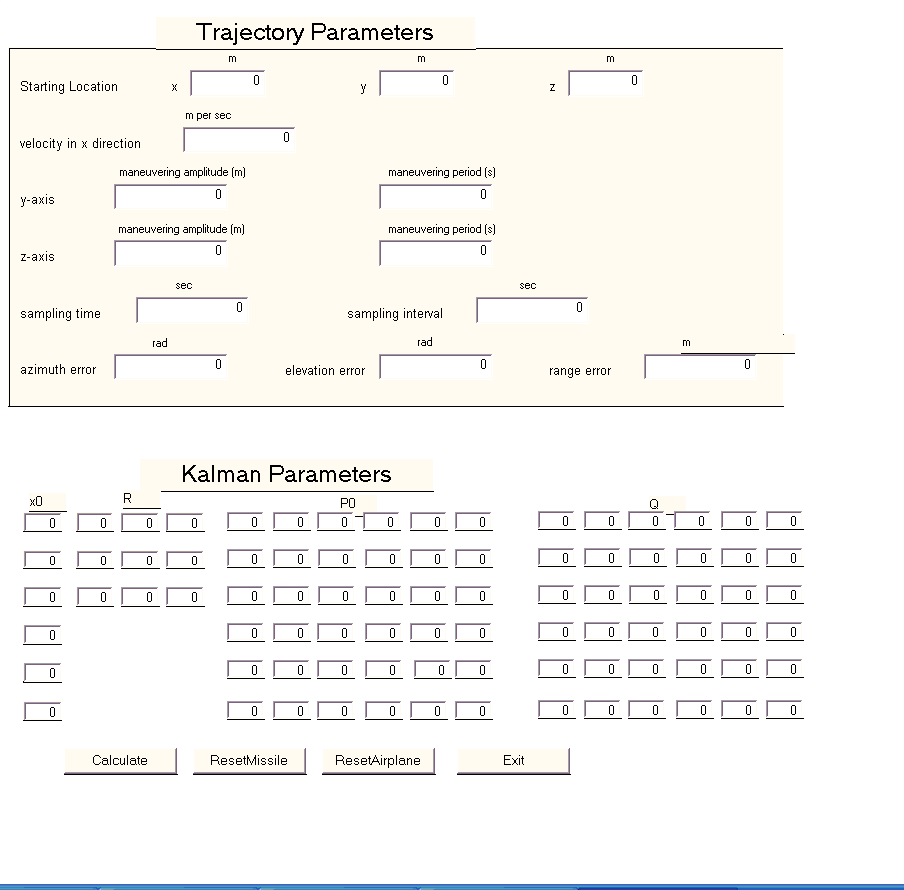 Trajectory Parameters
m m m
Starting Location x 0 y 0 z 0
m per sec
velocity in x direction 0
maneuvering amplitude (m) maneuvering period (s)
y-axis 0 0
maneuvering amplitude (m) maneuvering period (s)
z-axis 0 0
sec sec
sampling time 0 sampling interval 0
rad rad m
azimuth error 0 elevation error 0 range error 0
Kalman Parameters
x0 R P0 Q
0 0 0 0 0 0 0 0 0 0 0 0 0 0 0 0
0 0 0 0 0 0 0 0 0 0 0 0 0 0 0 0
0 0 0 0 0 0 0 0 0 0 0 0 0 0 0 0
0 0 0 0 0 0 0 0 0 0 0 0 0
0 0 0 0 0 0 0 0 0 0 0 0 0
0 0 0 0 0 0 0 0 0 0 0 0 0
Calculate ResetMissile ResetAirplane Exit